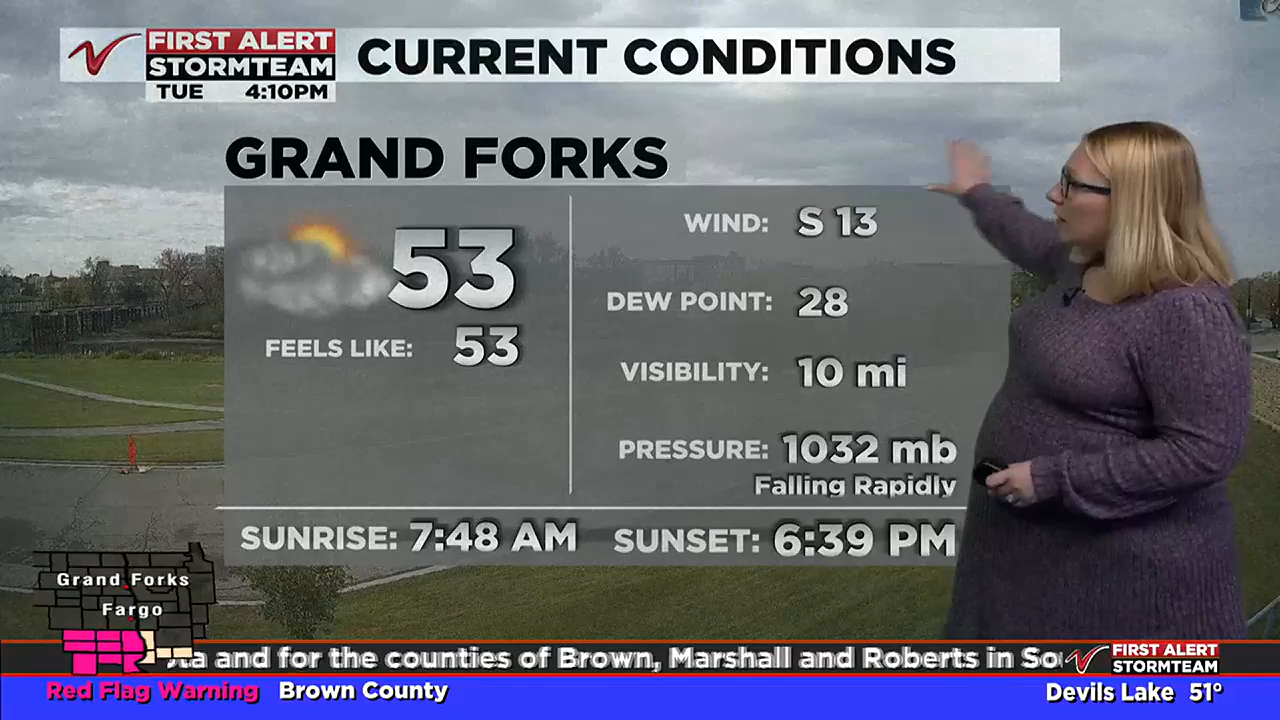 FIRST ALERT
STORMTEAM
TUE 4:10PM
CURRENT CONDITIONS
GRAND FORKS
53
FEELS LIKE: 53
WIND: S 13
DEW POINT: 28
VISIBILITY: 10 mi
PRESSURE: 1032 mb
Falling Rapidly
SUNRISE: 7:48 AM SUNSET: 6:39 PM
Grand Forks
Fargo
and for the counties of Brown, Marshall and Roberts in
FIRST ALERT
STORMTEAM
Red Flag Warning Brown County
Devils Lake 51°